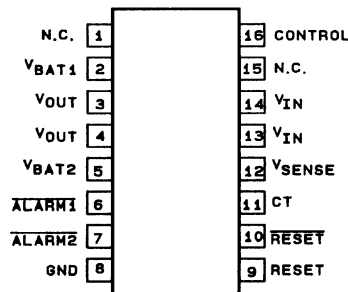 N.C. 1 16 CONTROL
VBAT1 2 15 N.C.
VOUT 3 14 VIN
VOUT 4 13 VIN
VBAT2 5 12 VSENSE
ALARM1 6 11 CT
ALARM2 7 10 RESET
GND 8 9 RESET